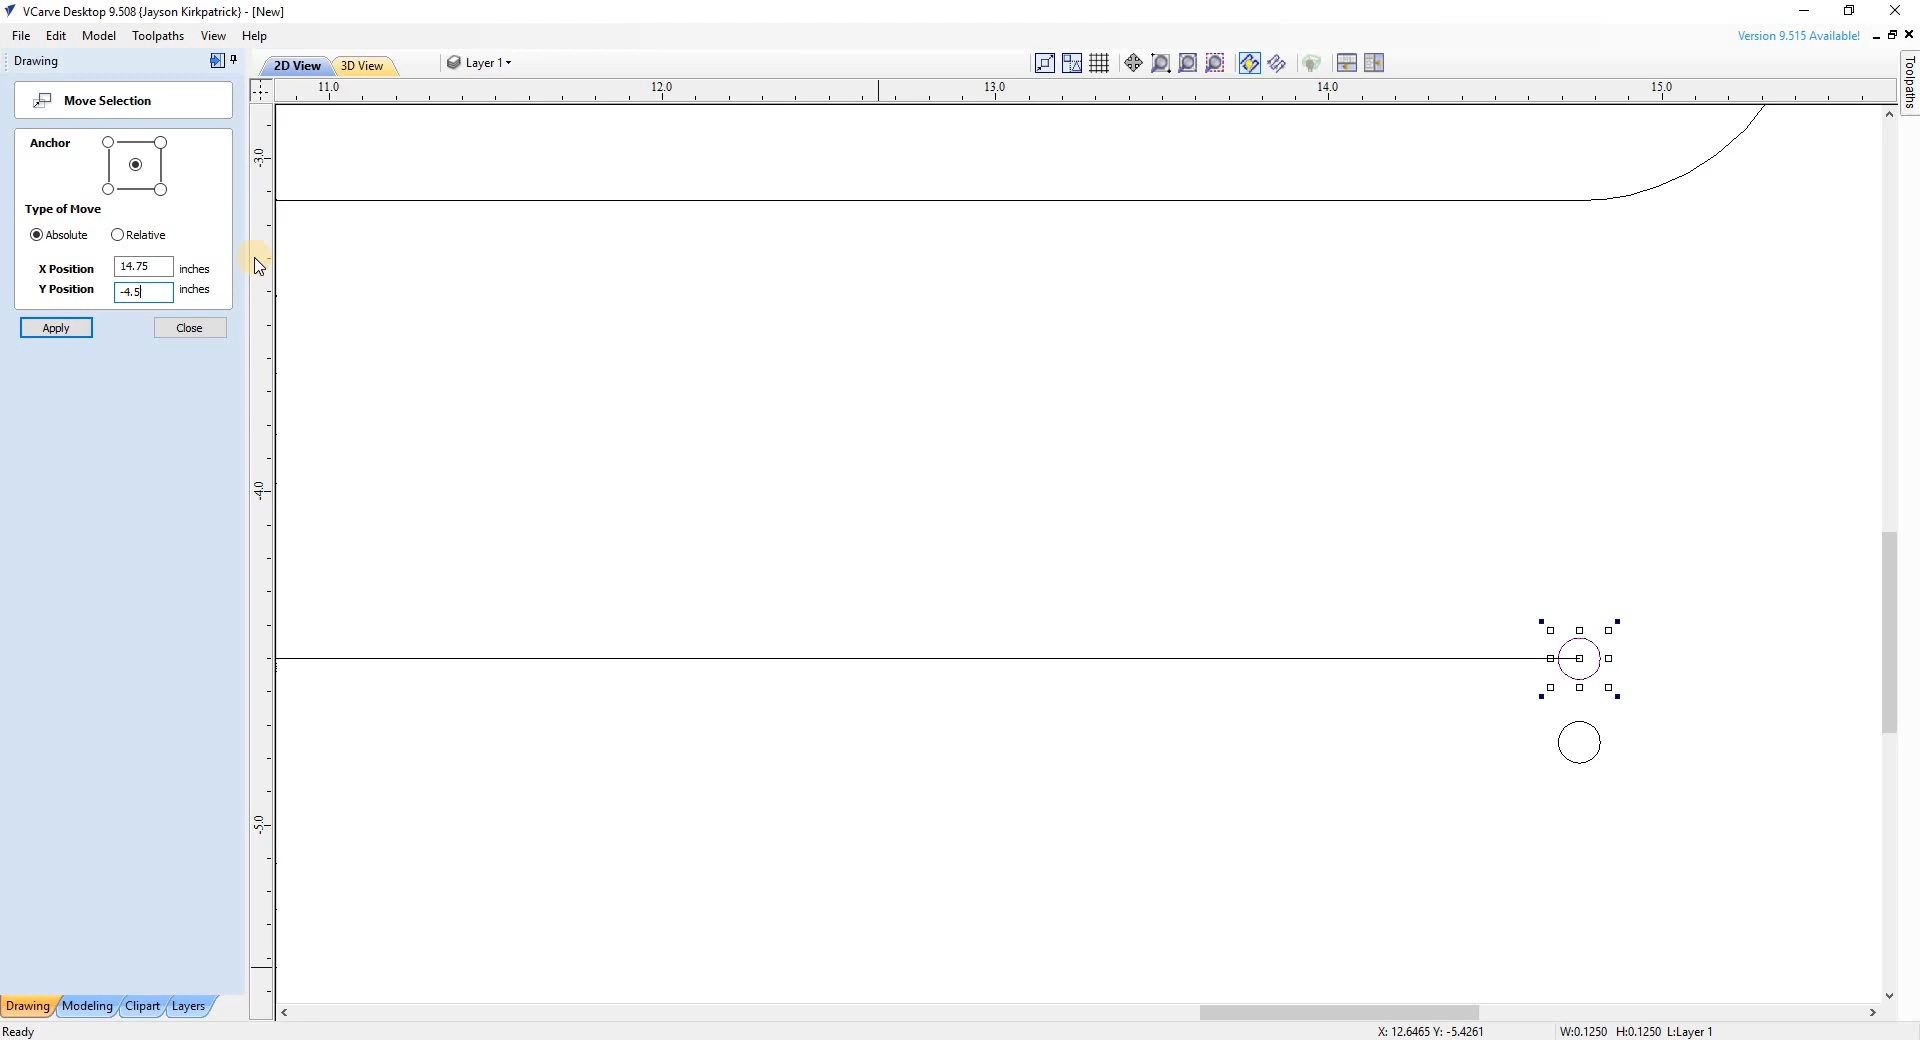 VCarve Desktop 9.508 {Jayson Kirkpatrick} - [New]
File Edit Model Toolpaths View Help
Version 9.515 Available!
Drawing
2D View 3D View Layer 1
Toolpaths
11.0 12.0 13.0 14.0 15.0
Move Selection
Anchor
Type of Move
Absolute Relative
X Position 14.75 inches
Y Position -4.5 inches
Apply Close
-3.0
-4.0
-5.0
Drawing Modeling Clipart Layers
Ready
X: 12.6465 Y: -5.4261
W:0.1250 H:0.1250 L:Layer 1